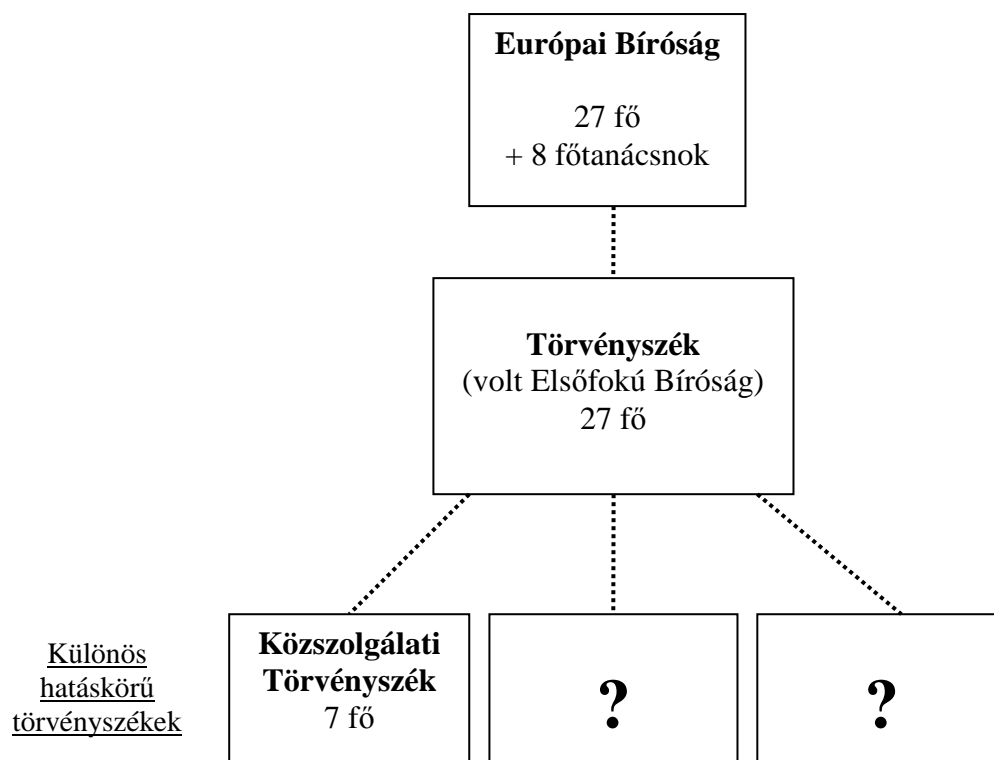 Európai Bíróság
27 fő
+ 8 főtanácsnok
Törvényszék
(volt Elsőfokú Bíróság)
27 fő
Különös
hatáskörű
törvényszékek
Közszolgálati
Törvényszék
7 fő
?
?